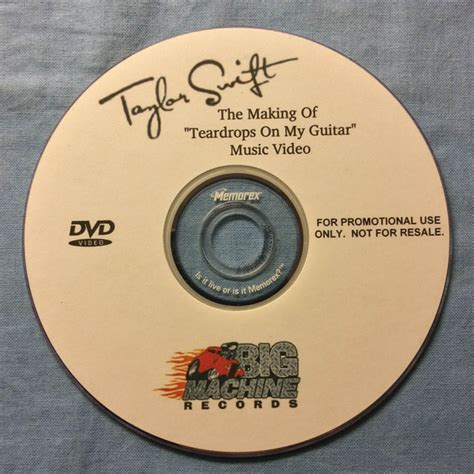 Taylor Swift
The Making Of
"Teardrops On My Guitar"
Music Video
Memorex
DVD
VIDEO
FOR PROMOTIONAL USE
ONLY. NOT FOR RESALE.
Is it live or is it Memorex?™
BIG
MACHINE
RECORDS